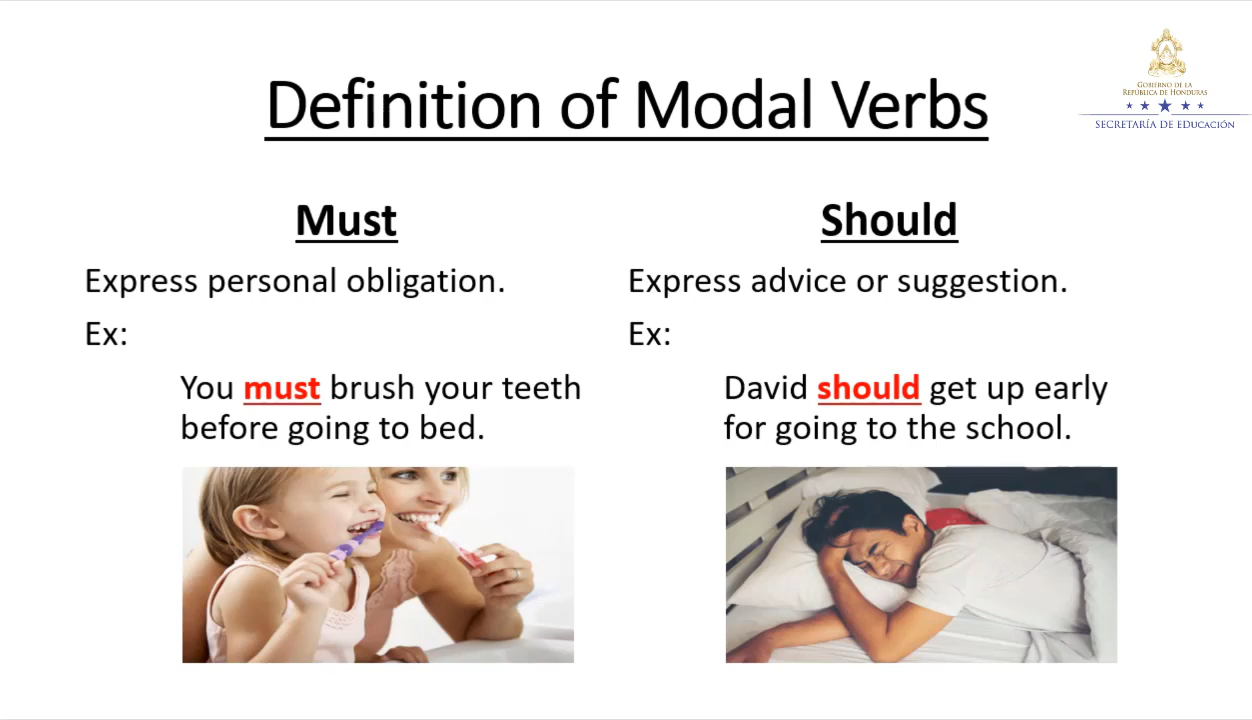 GOBIERNO DE LA
REPÚBLICA DE HONDURAS
SECRETARÍA DE EDUCACIÓN
Definition of Modal Verbs
Must
Express personal obligation.
Ex:
You must brush your teeth
before going to bed.
Should
Express advice or suggestion.
Ex:
David should get up early
for going to the school.